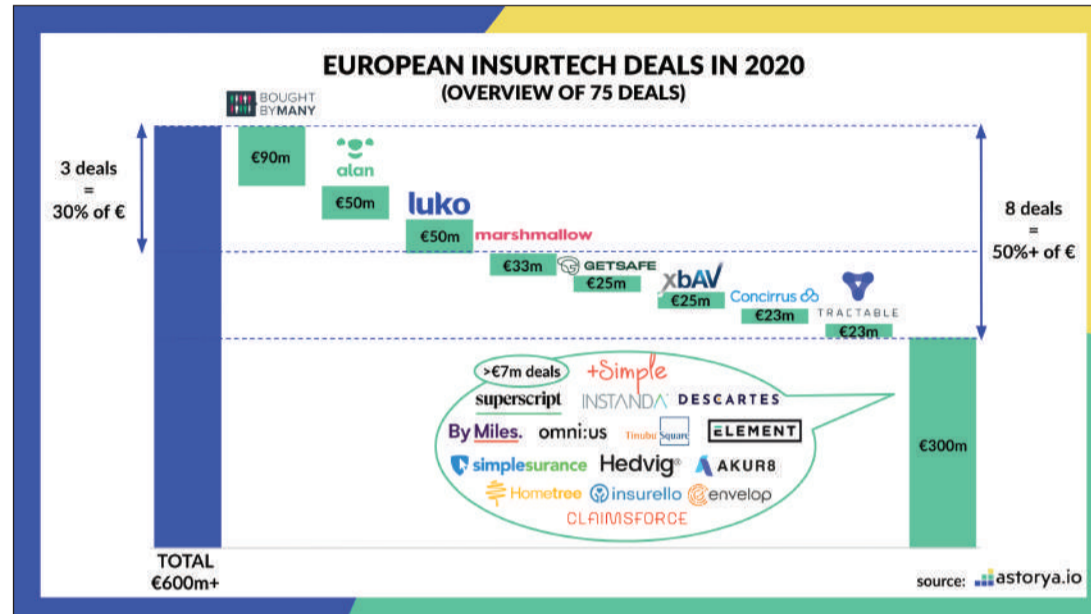 EUROPEAN INSURTECH DEALS IN 2020
(OVERVIEW OF 75 DEALS)
BOUGHT
BYMANY
3 deals
=
30% of €
€90m
alan
€50m
luko
€50m
marshmallow
€33m
GETSAFE
€25m
xbAV
€25m
Concirrus
€23m
TRACTABLE
€23m
8 deals
=
50%+ of €
>€7m deals
+Simple
superscript
INSTANDA
DESCARTES
By Miles.
omni:us
Tinubu Square
ELEMENT
simplesurance
Hedvig®
AKUR8
Hometree
insurello
envelop
CLAIMSFORCE
€300m
TOTAL
€600m+
source: astorya.io